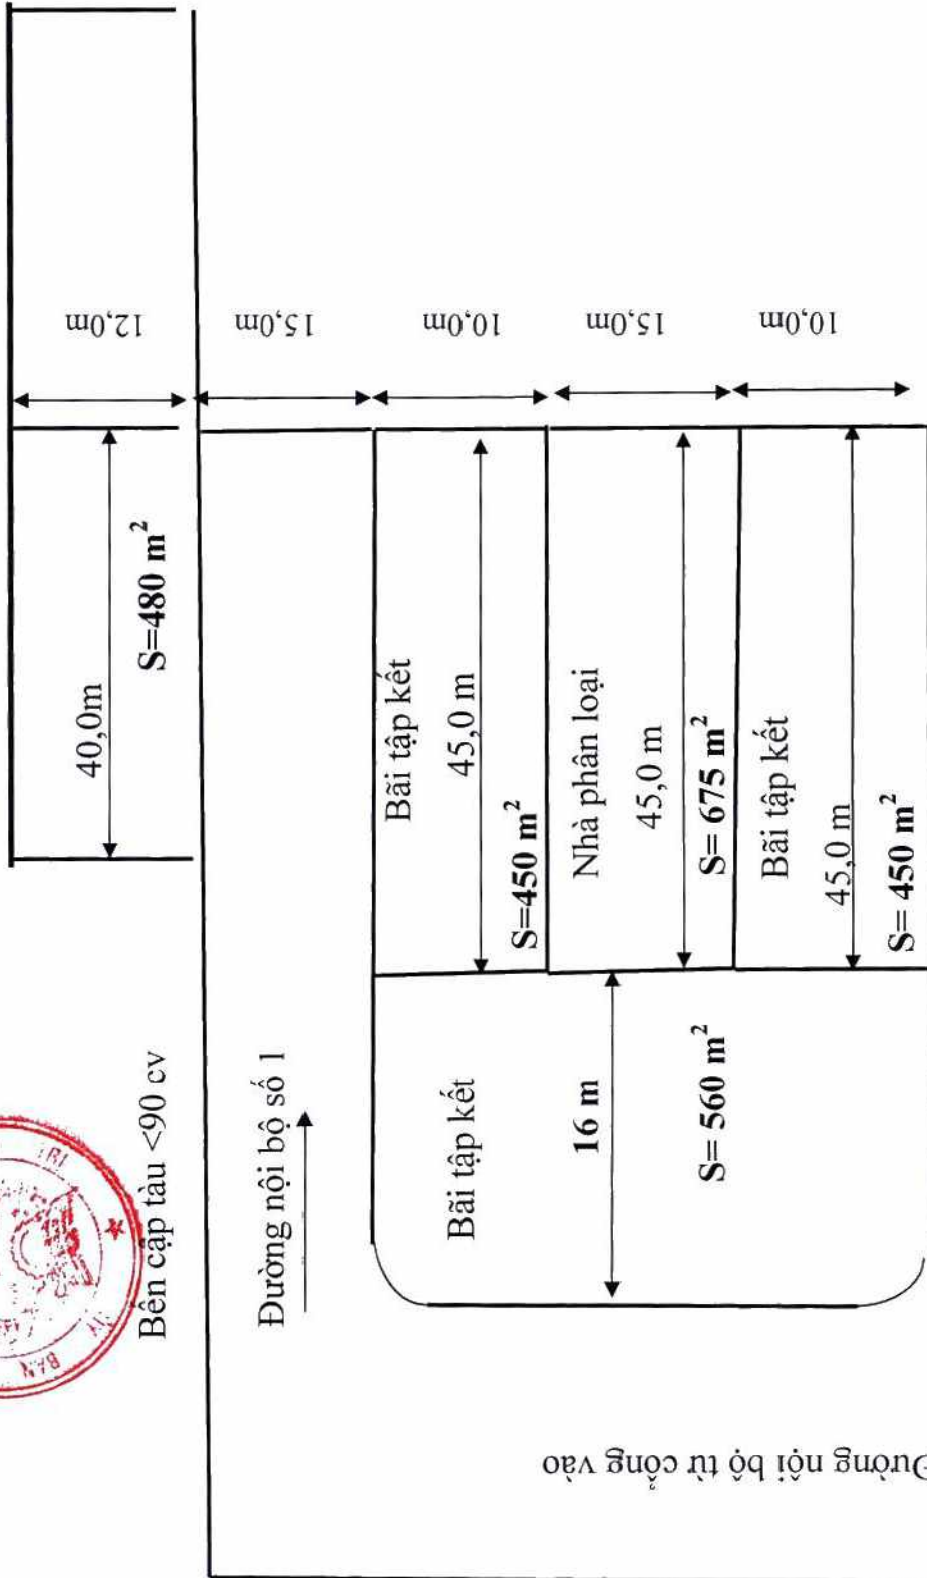 12,0m
40,0m
S=480 m²
Bến cập tàu <90 cv
15,0m
Đường nội bộ số 1
10,0m
Bãi tập kết
45,0 m
S=450 m²
15,0m
Nhà phân loại
45,0 m
S= 675 m²
10,0m
Bãi tập kết
45,0 m
S= 450 m²
Bãi tập kết
16 m
S= 560 m²
Đường nội bộ từ cổng vào
BAN